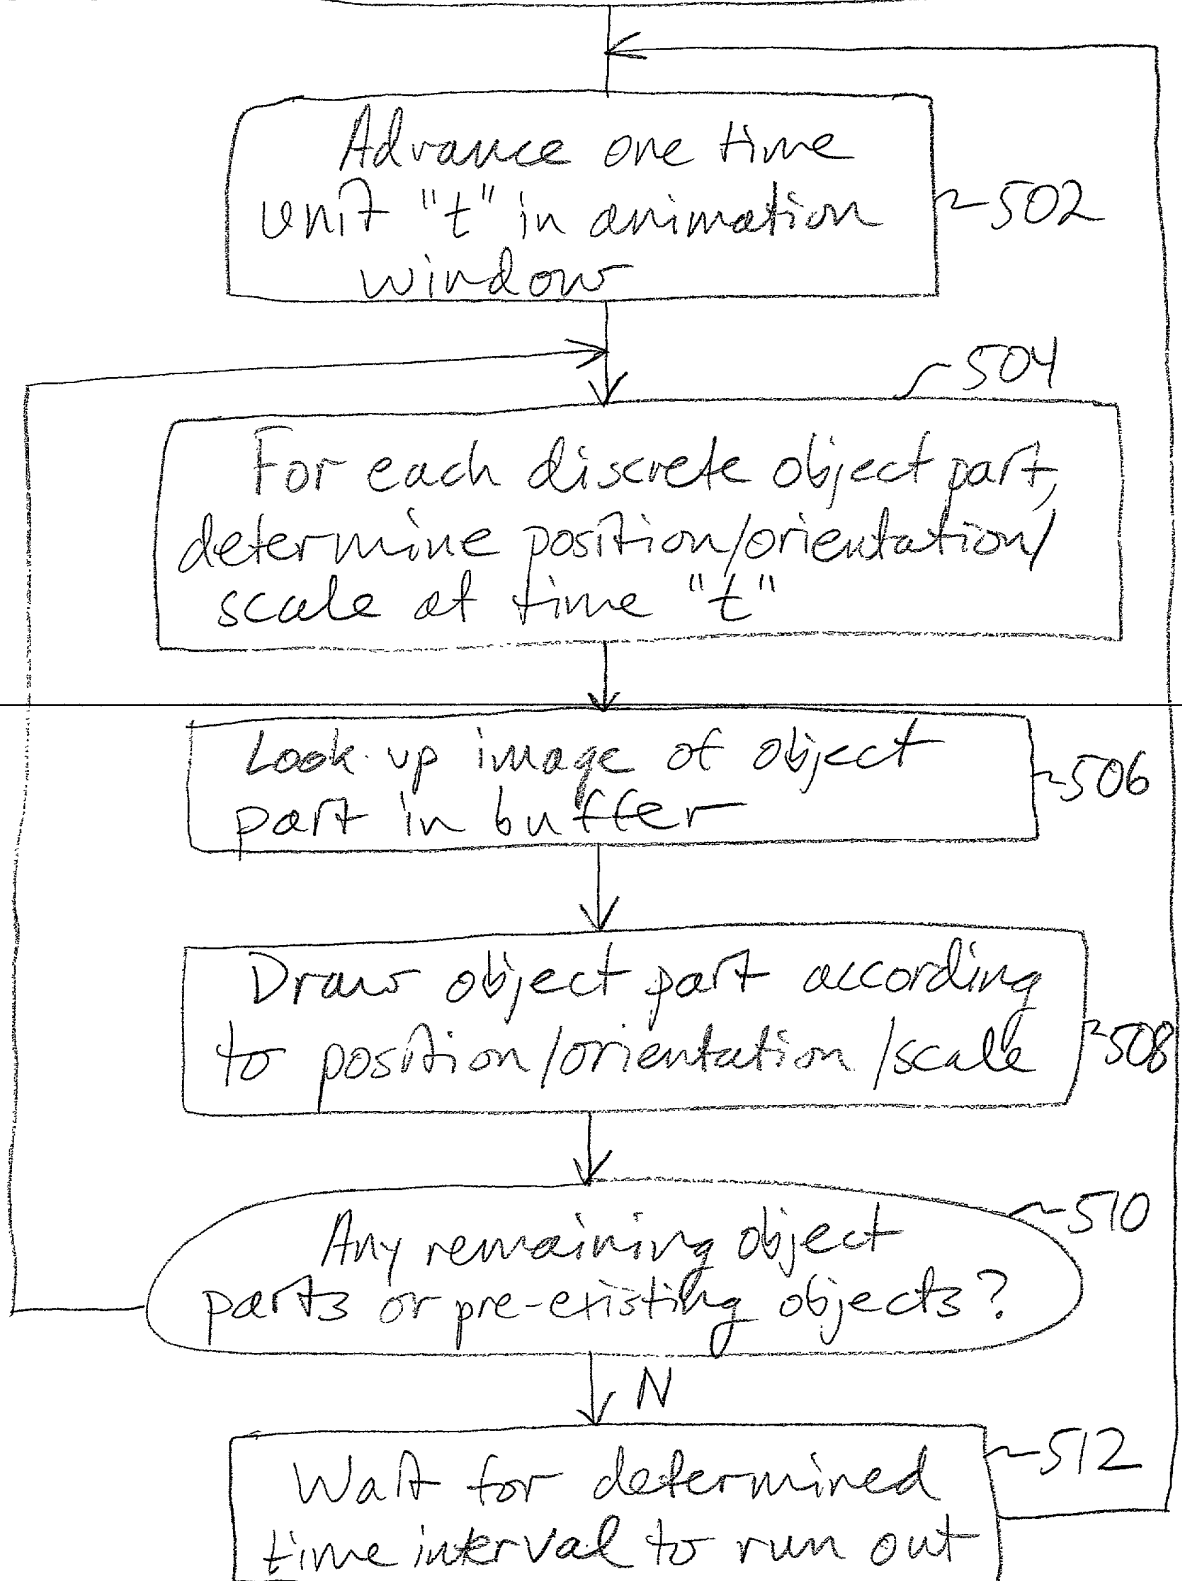 Advance one time
unit "t" in animation
window
502
504
For each discrete object part,
determine position/orientation/
scale at time "t"
Look-up image of object
part in buffer
506
Draw object part according
to position/orientation/scale
508
510
Any remaining object
parts or pre-existing objects?
N
512
Wait for determined
time interval to run out